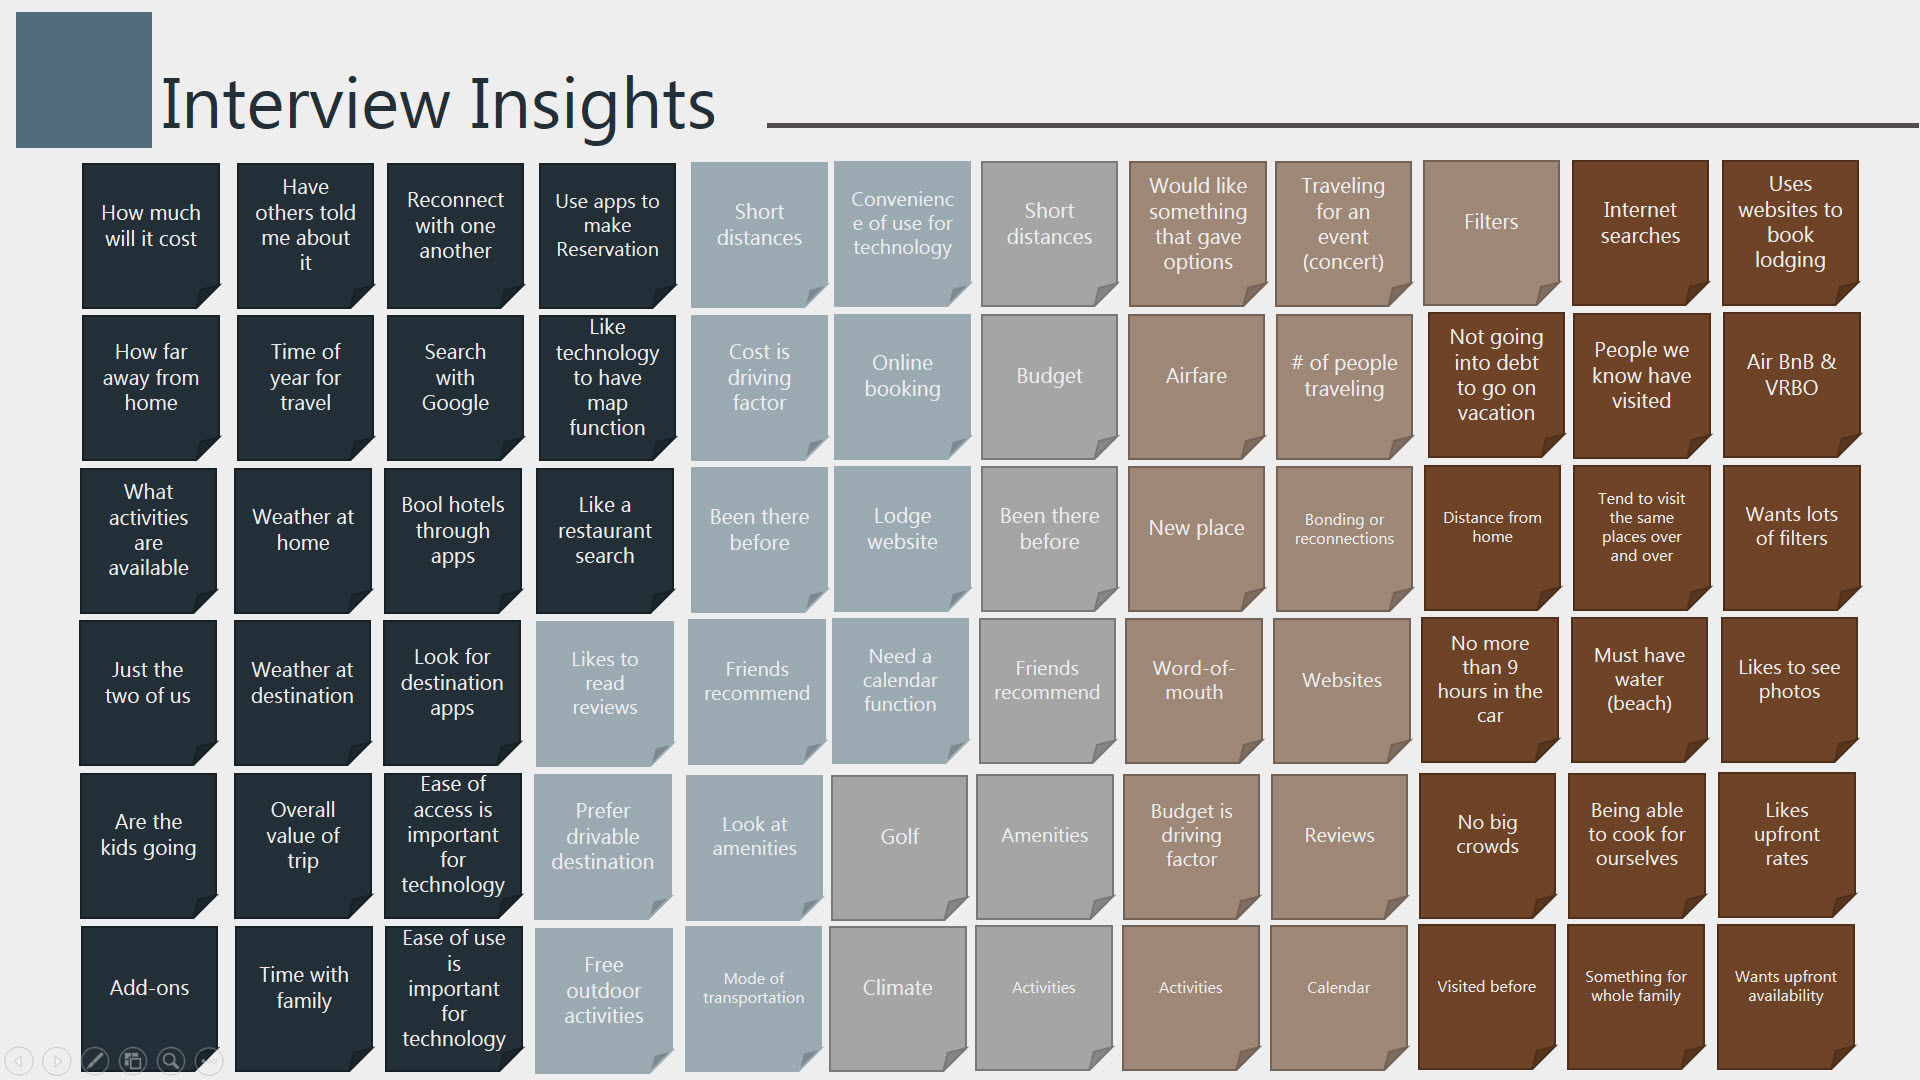 Interview Insights
How much
will it cost
Have
others told
me about
it
Reconnect
with one
another
Use apps to
make
Reservation
Short
distances
Convenienc
e of use for
technology
Short
distances
Would like
something
that gave
options
Traveling
for an
event
(concert)
Filters
Internet
searches
Uses
websites to
book
lodging
How far
away from
home
Time of
year for
travel
Search
with
Google
Like
technology
to have
map
function
Cost is
driving
factor
Online
booking
Budget
Airfare
# of people
traveling
Not going
into debt
to go on
vacation
People we
know have
visited
Air BnB &
VRBO
What
activities
are
available
Weather at
home
Bool hotels
through
apps
Like a
restaurant
search
Been there
before
Lodge
website
Been there
before
New place
Bonding or
reconnections
Distance from
home
Tend to visit
the same
places over
and over
Wants lots
of filters
Just the
two of us
Weather at
destination
Look for
destination
apps
Likes to
read
reviews
Friends
recommend
Need a
calendar
function
Friends
recommend
Word-of-
mouth
Websites
No more
than 9
hours in the
car
Must have
water
(beach)
Likes to see
photos
Are the
kids going
Overall
value of
trip
Ease of
access is
important
for
technology
Prefer
drivable
destination
Look at
amenities
Golf
Amenities
Budget is
driving
factor
Reviews
No big
crowds
Being able
to cook for
ourselves
Likes
upfront
rates
Add-ons
Time with
family
Ease of use
is
important
for
technology
Free
outdoor
activities
Mode of
transportation
Climate
Activities
Activities
Calendar
Visited before
Something for
whole family
Wants upfront
availability